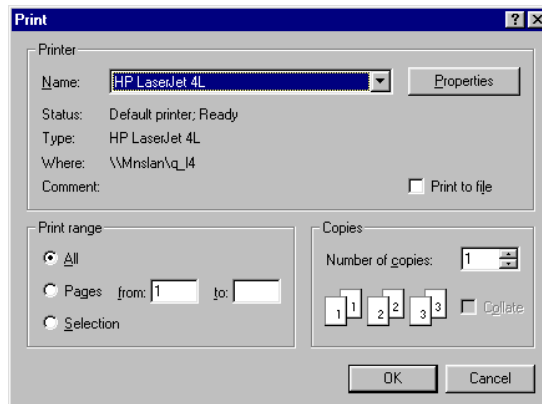 Print
Printer
Name: HP LaserJet 4L Properties
Status: Default printer; Ready
Type: HP LaserJet 4L
Where: \\Mnslan\q_l4
Comment: Print to file
Print range
All
Pages from: 1 to:
Selection
Copies
Number of copies: 1
1 1 2 2 3 3 Collate
OK Cancel